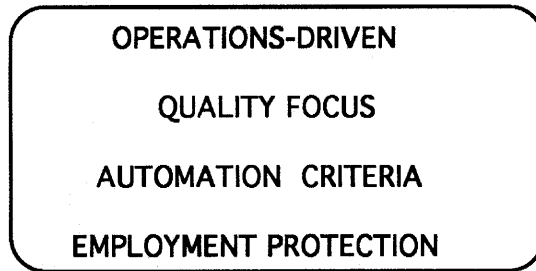 OPERATIONS-DRIVEN
QUALITY FOCUS
AUTOMATION CRITERIA
EMPLOYMENT PROTECTION